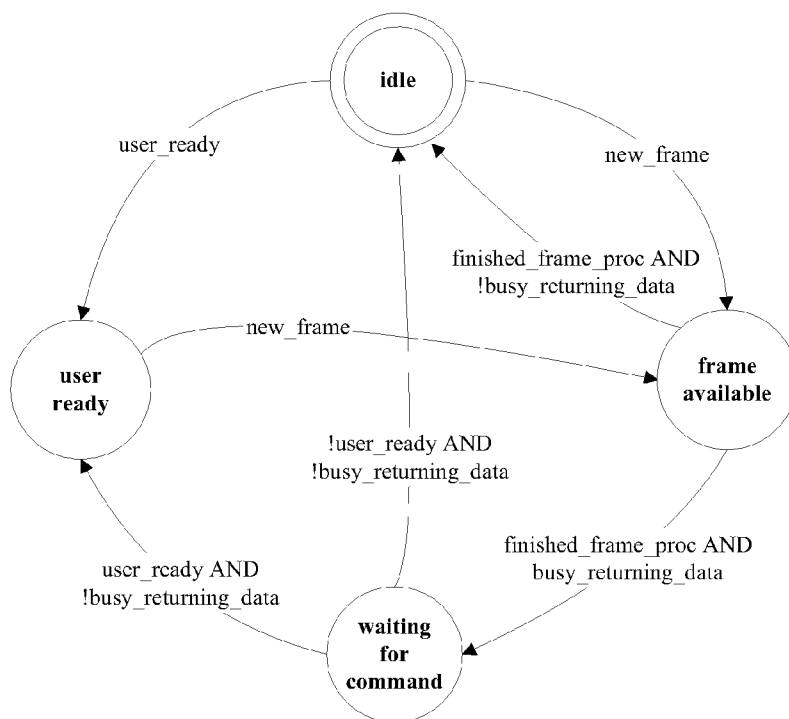 idle
user_ready
new_frame
finished_frame_proc AND
!busy_returning_data
new_frame
user
ready
frame
available
!user_ready AND
!busy_returning_data
finished_frame_proc AND
busy_returning_data
user_ready AND
!busy_returning_data
waiting
for
command